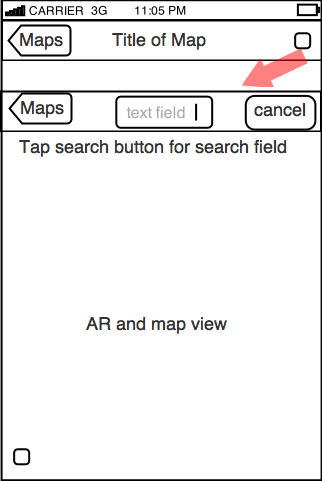 CARRIER 3G 11:05 PM
Maps Title of Map
Maps text field cancel
Tap search button for search field
AR and map view